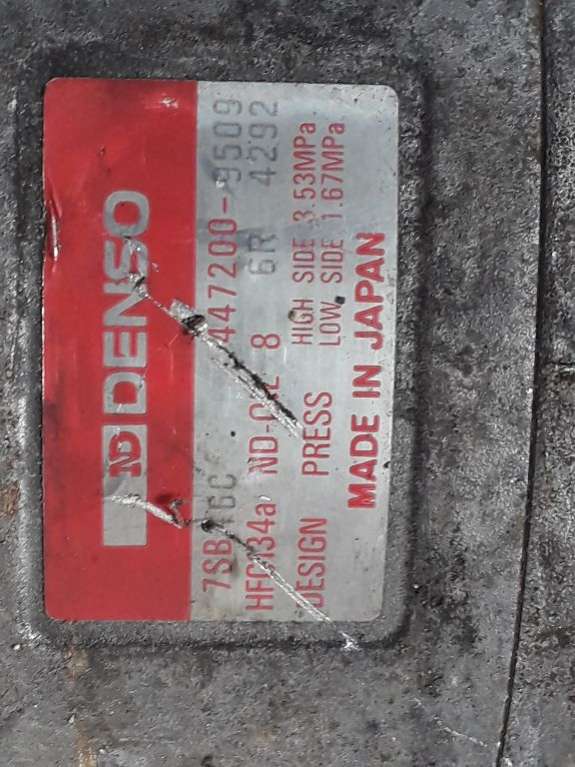 ND DENSO
7SB16C 447200-9509
HFC134a ND-OIL 8 6R 4292
DESIGN PRESS HIGH SIDE 3.53MPa
LOW SIDE 1.67MPa
MADE IN JAPAN